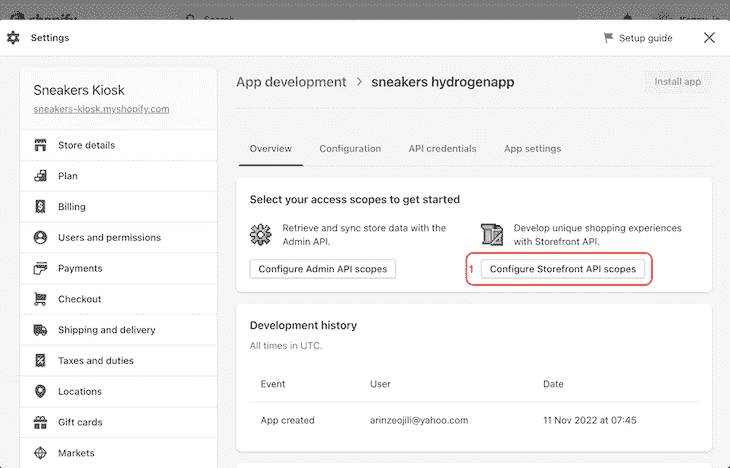 shopify
Search
Settings
Setup guide
Sneakers Kiosk
sneakers-kiosk.myshopify.com
Store details
Plan
Billing
Users and permissions
Payments
Checkout
Shipping and delivery
Taxes and duties
Locations
Gift cards
Markets
App development > sneakers hydrogenapp
Install app
Overview Configuration API credentials App settings
Select your access scopes to get started
Retrieve and sync store data with the
Admin API.
Configure Admin API scopes
Develop unique shopping experiences
with Storefront API.
1 Configure Storefront API scopes
Development history
All times in UTC.
Event User Date
App created arinzeojili@yahoo.com 11 Nov 2022 at 07:45